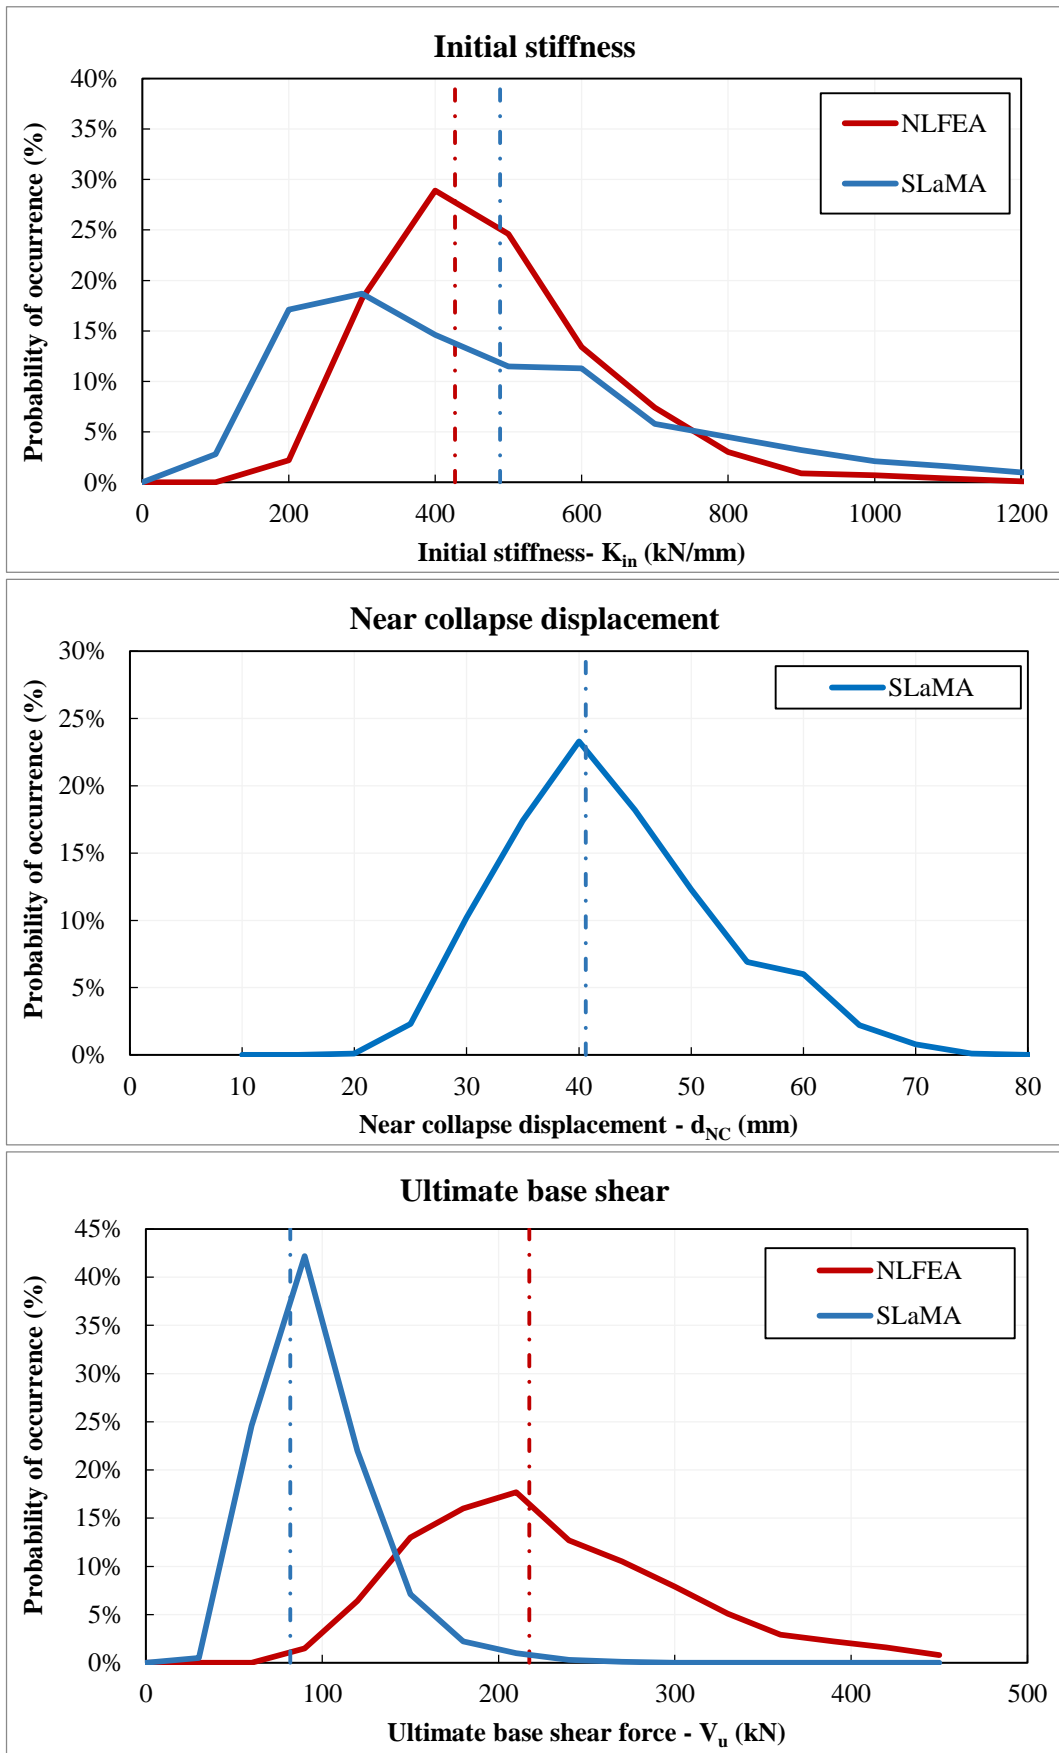 Initial stiffness
40%
35%
30%
25%
20%
15%
10%
5%
0%
Probability of occurrence (%)
NLFEA
SLaMA
0 200 400 600 800 1000 1200
Initial stiffness- K_in (kN/mm)
Near collapse displacement
30%
25%
20%
15%
10%
5%
0%
Probability of occurrence (%)
SLaMA
0 10 20 30 40 50 60 70 80
Near collapse displacement - d_NC (mm)
Ultimate base shear
45%
40%
35%
30%
25%
20%
15%
10%
5%
0%
Probability of occurrence (%)
NLFEA
SLaMA
0 100 200 300 400 500
Ultimate base shear force - V_u (kN)